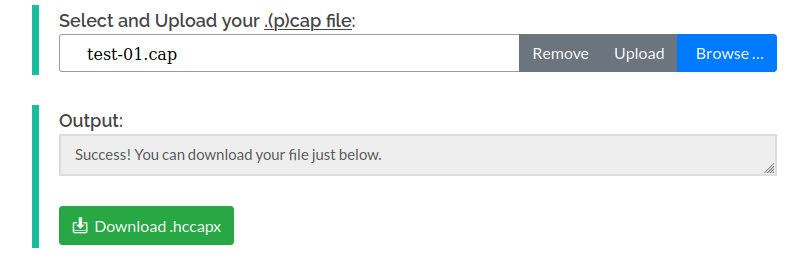 Select and Upload your .(p)cap file:
test-01.cap Remove Upload Browse ...
Output:
Success! You can download your file just below.
Download .hccapx